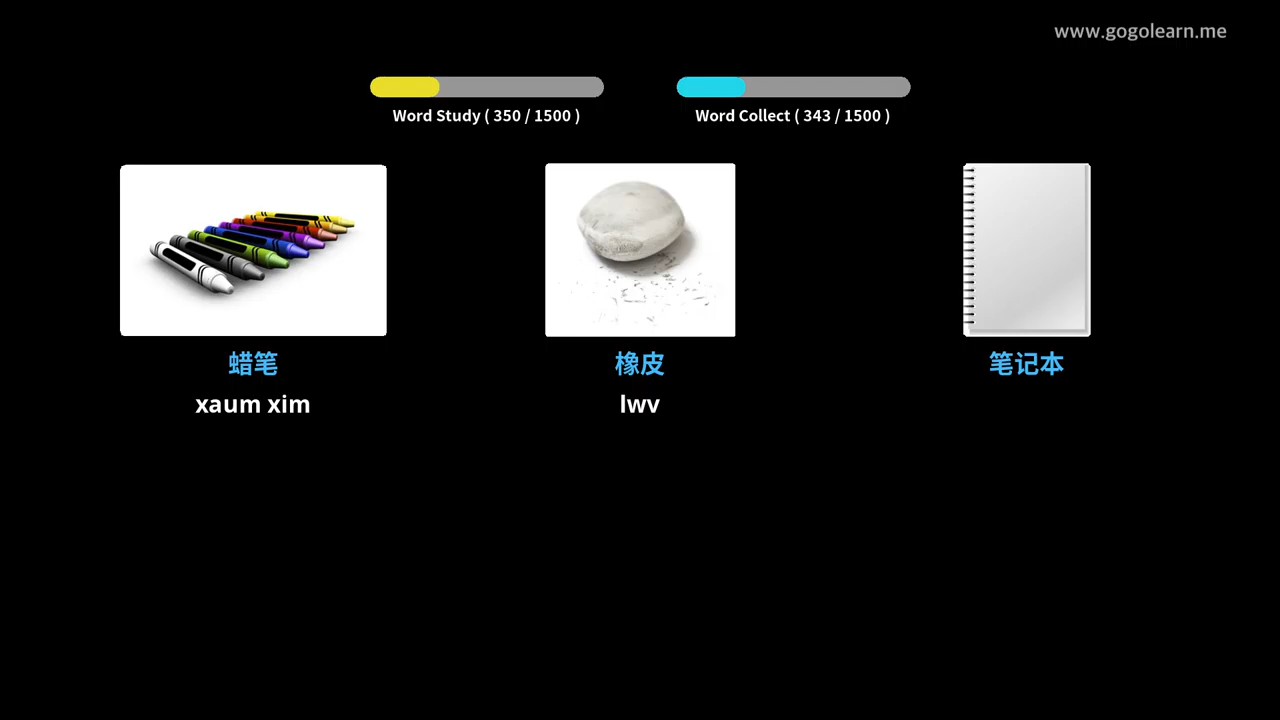 www.gogolearn.me
Word Study ( 350 / 1500 )
Word Collect ( 343 / 1500 )
蜡笔
橡皮
笔记本
xaum xim
lwv